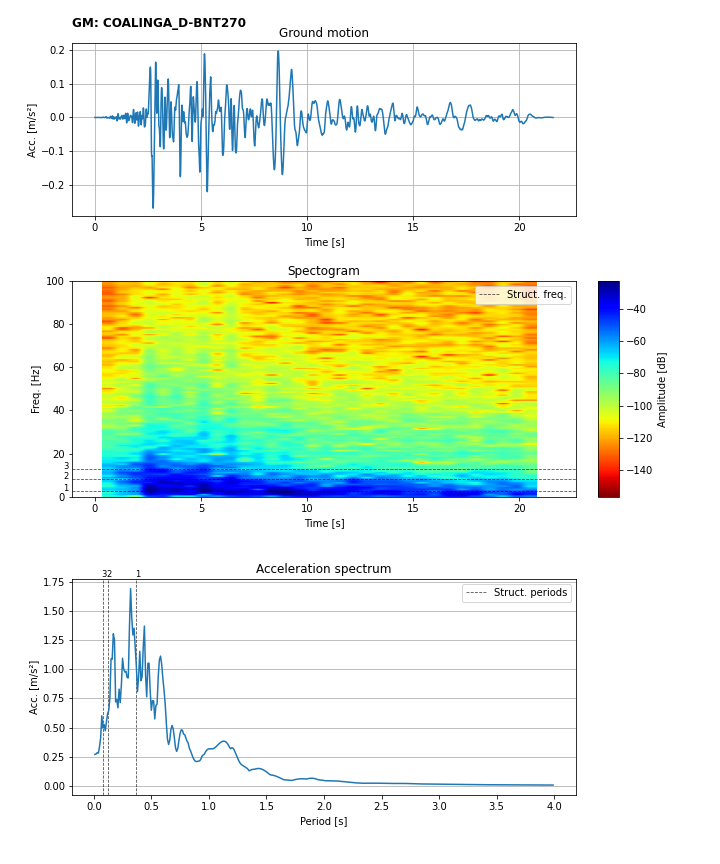 GM: COALINGA_D-BNT270
Ground motion
0.2
0.1
0.0
−0.1
−0.2
Acc. [m/s²]
0 5 10 15 20
Time [s]
Spectogram
Struct. freq.
100
80
60
40
20
0
3
2
1
Freq. [Hz]
0 5 10 15 20
Time [s]
−40
−60
−80
−100
−120
−140
Amplitude [dB]
Acceleration spectrum
3 2 1
Struct. periods
1.75
1.50
1.25
1.00
0.75
0.50
0.25
0.00
Acc. [m/s²]
0.0 0.5 1.0 1.5 2.0 2.5 3.0 3.5 4.0
Period [s]